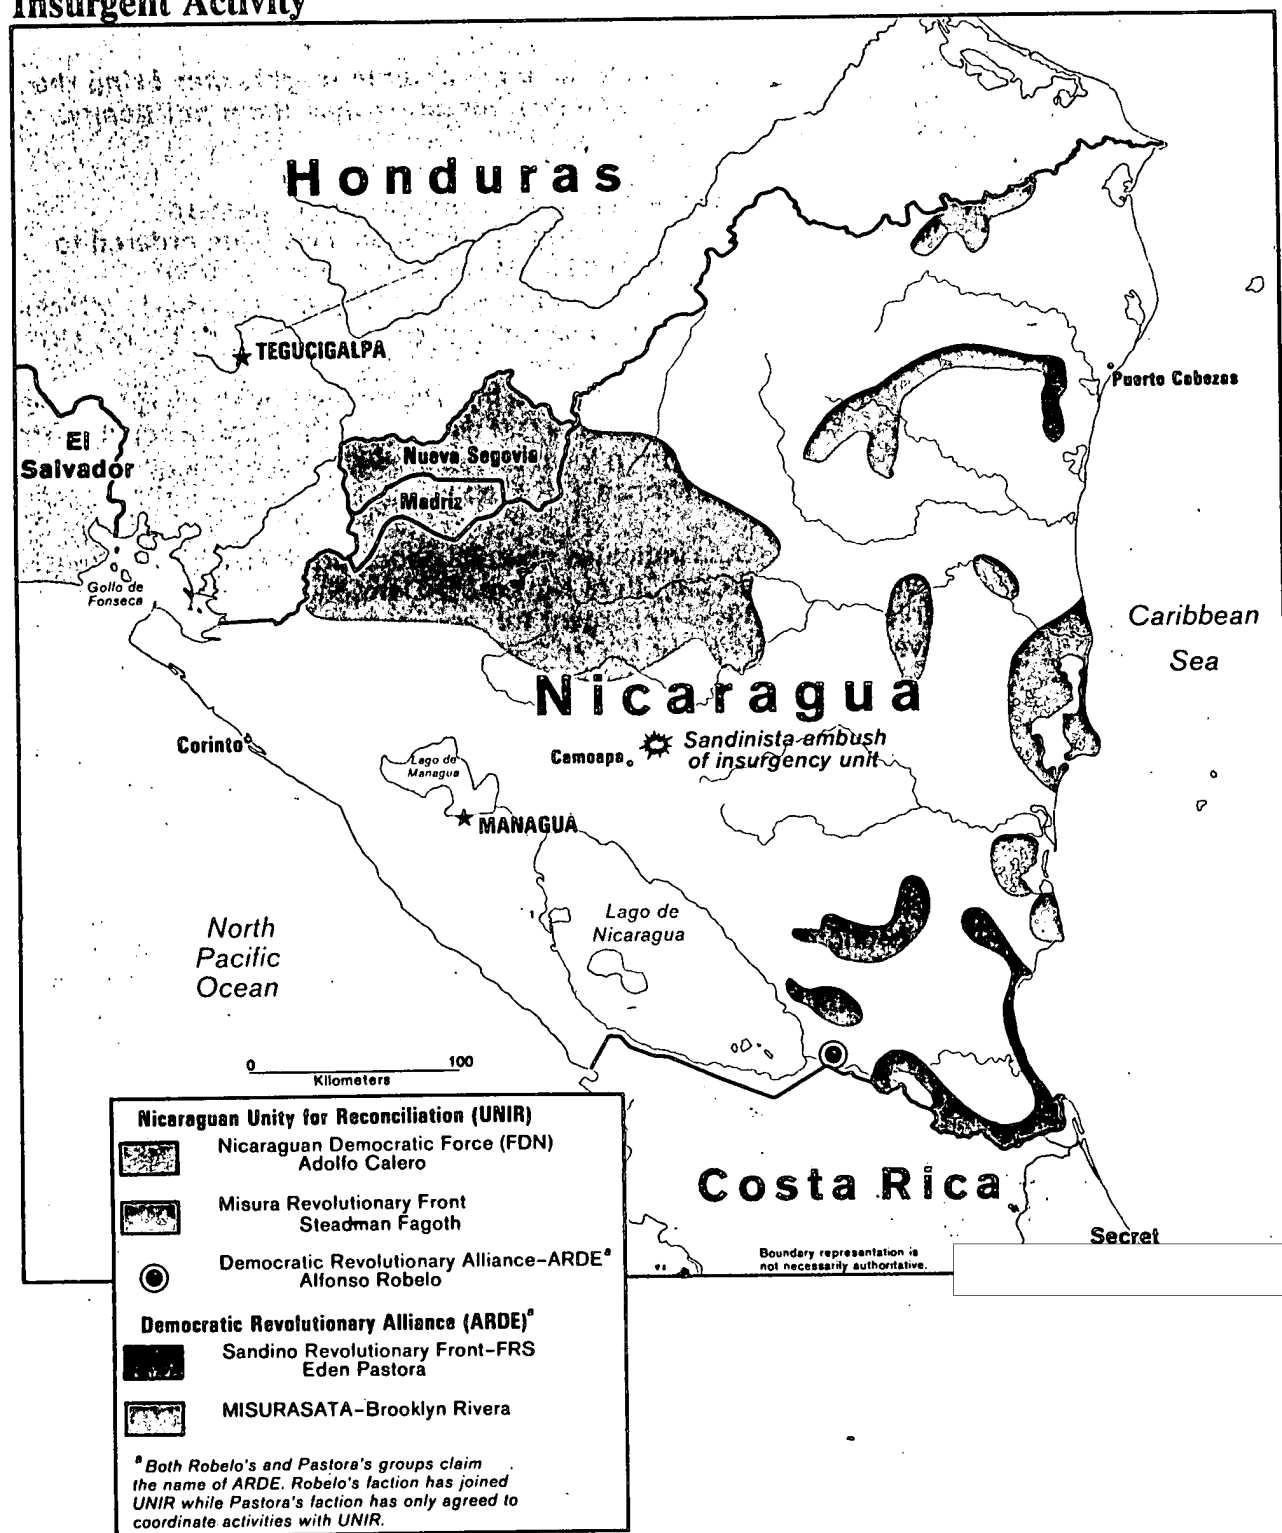 Insurgent Activity
Honduras
TEGUCIGALPA
Puerto Cabezas
El
Salvador
Nueva Segovia
Madriz
Golfo de
Fonseca
Caribbean
Sea
Nicaragua
Corinto
Camoapa
Sandinista ambush
of insurgency unit
Lago de
Managua
MANAGUA
North
Pacific
Ocean
Lago de
Nicaragua
0 100
Kilometers
Costa Rica
Secret
Boundary representation is
not necessarily authoritative.
Nicaraguan Unity for Reconciliation (UNIR)
Nicaraguan Democratic Force (FDN)
Adolfo Calero
Misura Revolutionary Front
Steadman Fagoth
Democratic Revolutionary Alliance-ARDE a
Alfonso Robelo
Democratic Revolutionary Alliance (ARDE) a
Sandino Revolutionary Front-FRS
Eden Pastora
MISURASATA-Brooklyn Rivera
a Both Robelo's and Pastora's groups claim
the name of ARDE. Robelo's faction has joined
UNIR while Pastora's faction has only agreed to
coordinate activities with UNIR.